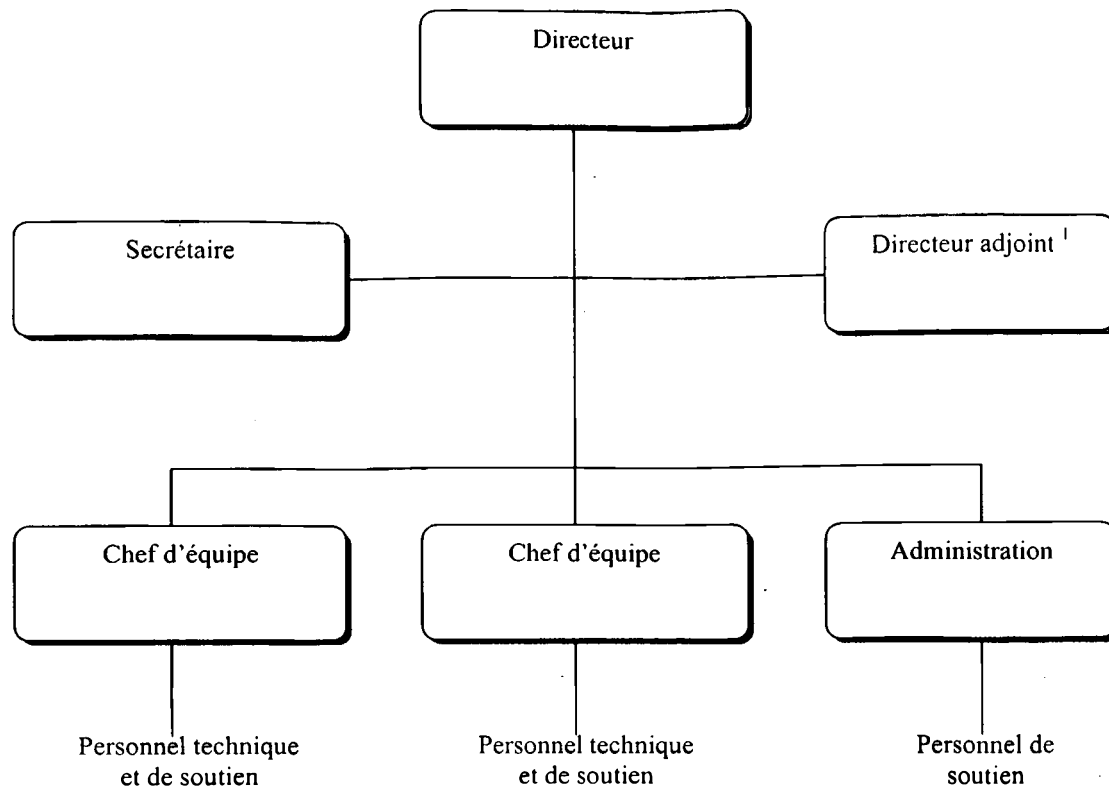 Directeur
Secrétaire
Directeur adjoint ¹
Chef d'équipe
Chef d'équipe
Administration
Personnel technique
et de soutien
Personnel technique
et de soutien
Personnel de
soutien